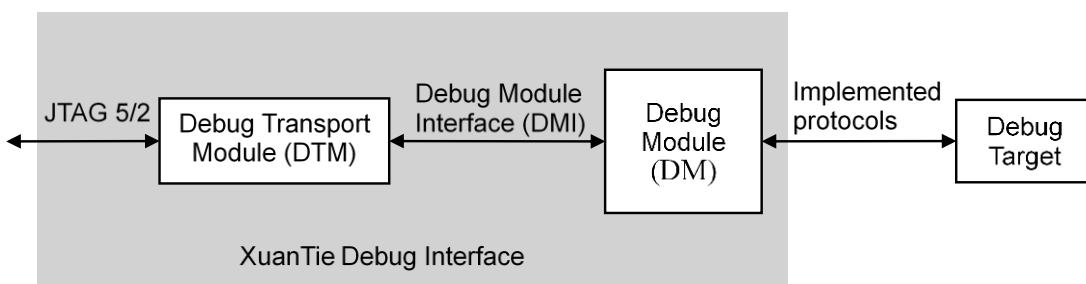 JTAG 5/2
Debug Transport
Module (DTM)
Debug Module
Interface (DMI)
Debug
Module
(DM)
Implemented
protocols
Debug
Target
XuanTie Debug Interface